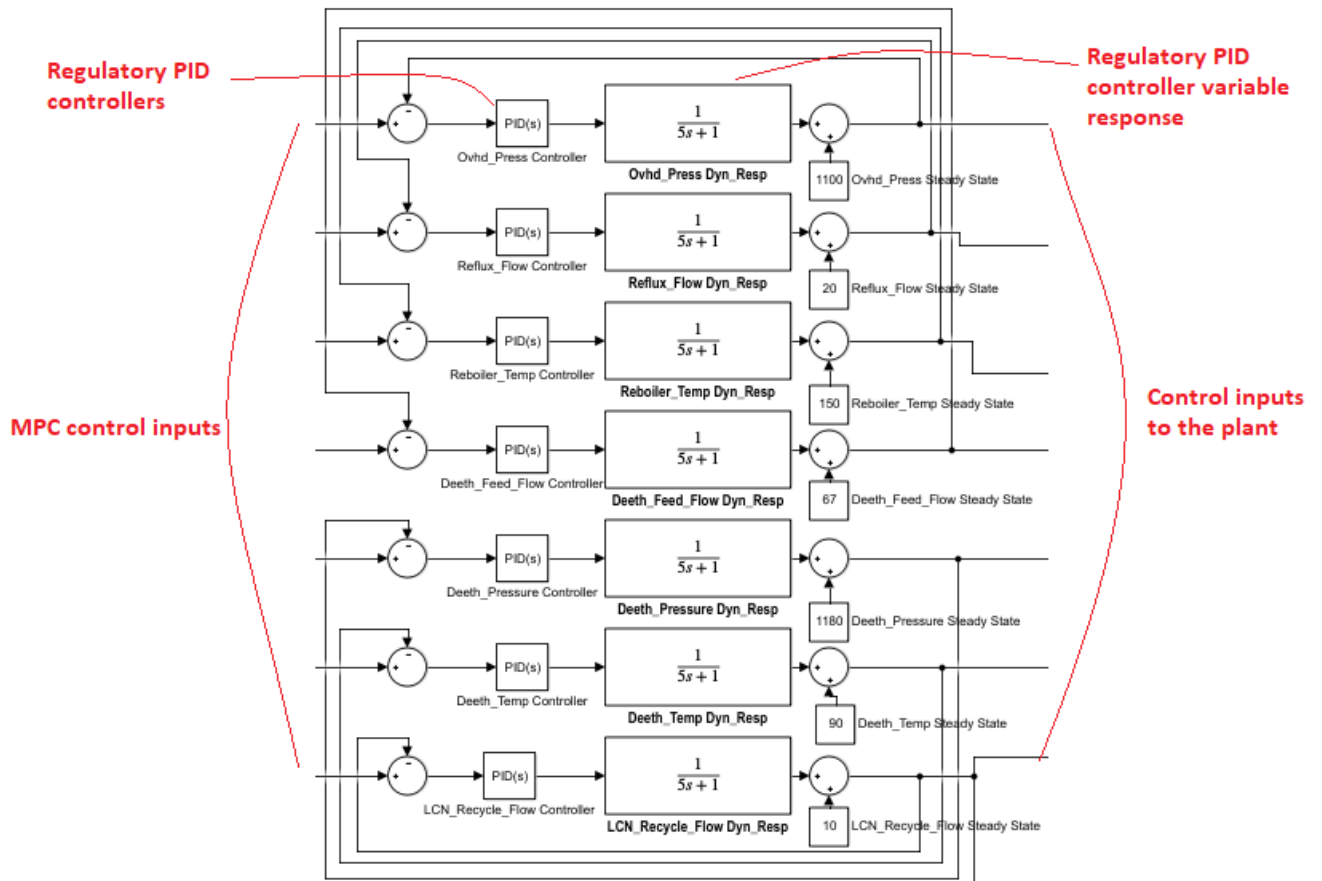 Regulatory PID
controllers
Regulatory PID
controller variable
response
MPC control inputs
Control inputs
to the plant
+
-
PID(s)
Ovhd_Press Controller
1
5s + 1
Ovhd_Press Dyn_Resp
+
+
1100
Ovhd_Press Steady State
+
-
PID(s)
Reflux_Flow Controller
1
5s + 1
Reflux_Flow Dyn_Resp
+
+
20
Reflux_Flow Steady State
+
-
PID(s)
Reboiler_Temp Controller
1
5s + 1
Reboiler_Temp Dyn_Resp
+
+
150
Reboiler_Temp Steady State
+
-
PID(s)
Deeth_Feed_Flow Controller
1
5s + 1
Deeth_Feed_Flow Dyn_Resp
+
+
67
Deeth_Feed_Flow Steady State
+
-
PID(s)
Deeth_Pressure Controller
1
5s + 1
Deeth_Pressure Dyn_Resp
+
+
1180
Deeth_Pressure Steady State
+
-
PID(s)
Deeth_Temp Controller
1
5s + 1
Deeth_Temp Dyn_Resp
+
+
90
Deeth_Temp Steady State
+
-
PID(s)
LCN_Recycle_Flow Controller
1
5s + 1
LCN_Recycle_Flow Dyn_Resp
+
+
10
LCN_Recycle_Flow Steady State